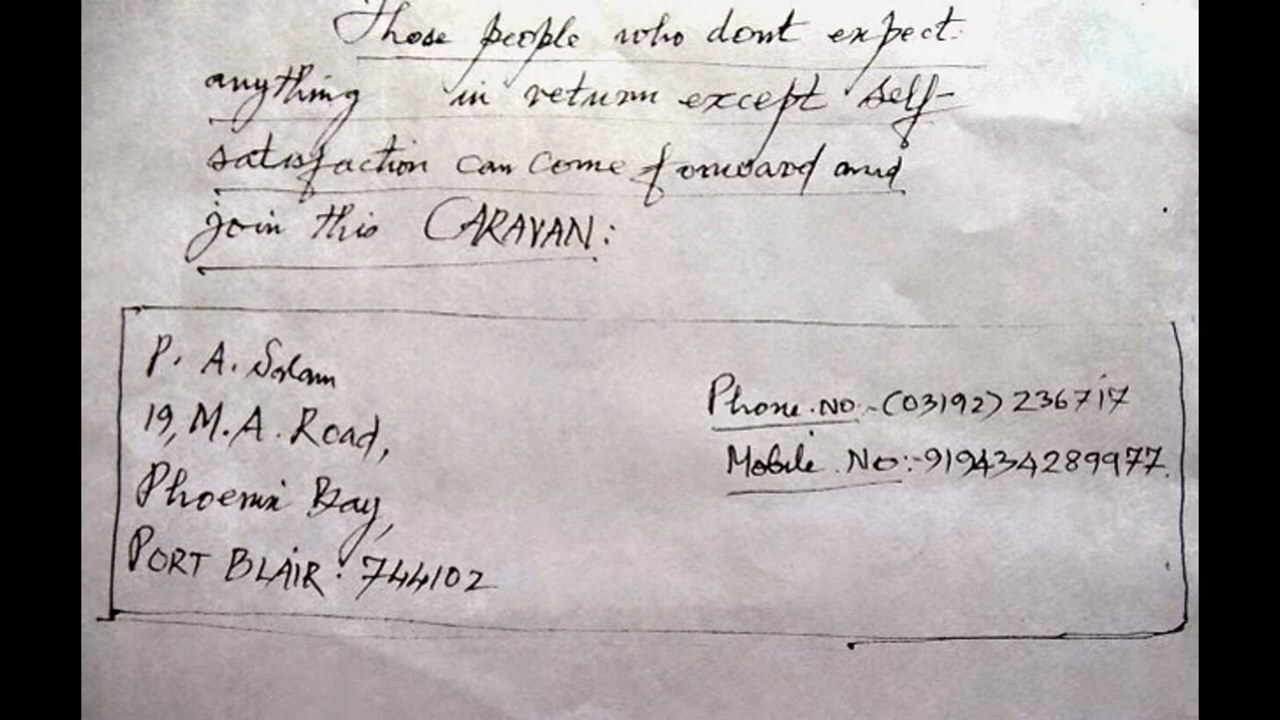 Those people who dont expect
anything in return except self-
satisfaction can come forward and
join this CARAVAN:
P. A. Salam
19, M.A. Road,
Phoenix Bay,
PORT BLAIR: 744102
Phone.NO.-(03192) 236717
Mobile. No:-919434289977.